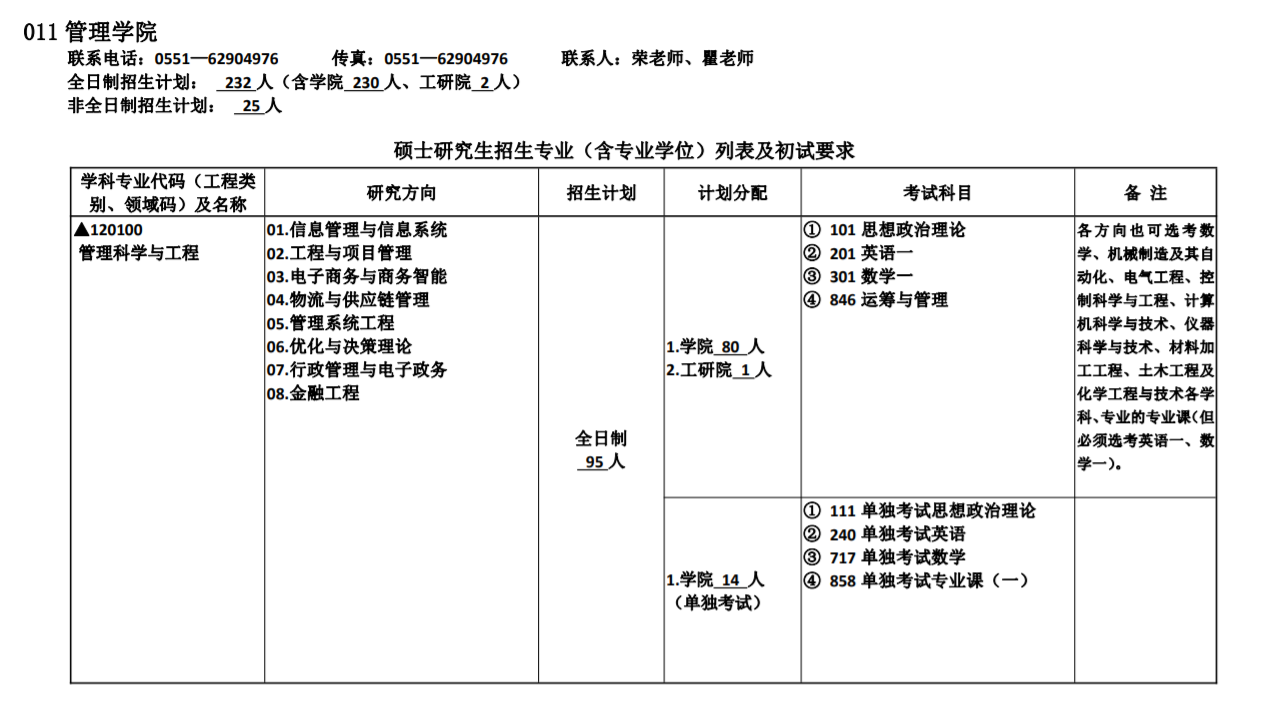 011 管理学院
联系电话：0551—62904976 传真：0551—62904976 联系人：荣老师、瞿老师
全日制招生计划： 232 人（含学院 230 人、工研院 2 人）
非全日制招生计划： 25 人
硕士研究生招生专业（含专业学位）列表及初试要求
学科专业代码（工程类
别、领域码）及名称
研究方向
招生计划
计划分配
考试科目
备 注
▲120100
管理科学与工程
01.信息管理与信息系统
02.工程与项目管理
03.电子商务与商务智能
04.物流与供应链管理
05.管理系统工程
06.优化与决策理论
07.行政管理与电子政务
08.金融工程
全日制
95 人
1.学院 80 人
2.工研院 1 人
① 101 思想政治理论
② 201 英语一
③ 301 数学一
④ 846 运筹与管理
各方向也可选考数
学、机械制造及其自
动化、电气工程、控
制科学与工程、计算
机科学与技术、仪器
科学与技术、材料加
工工程、土木工程及
化学工程与技术各学
科、专业的专业课（但
必须选考英语一、数
学一）。
1.学院 14 人
（单独考试）
① 111 单独考试思想政治理论
② 240 单独考试英语
③ 717 单独考试数学
④ 858 单独考试专业课（一）